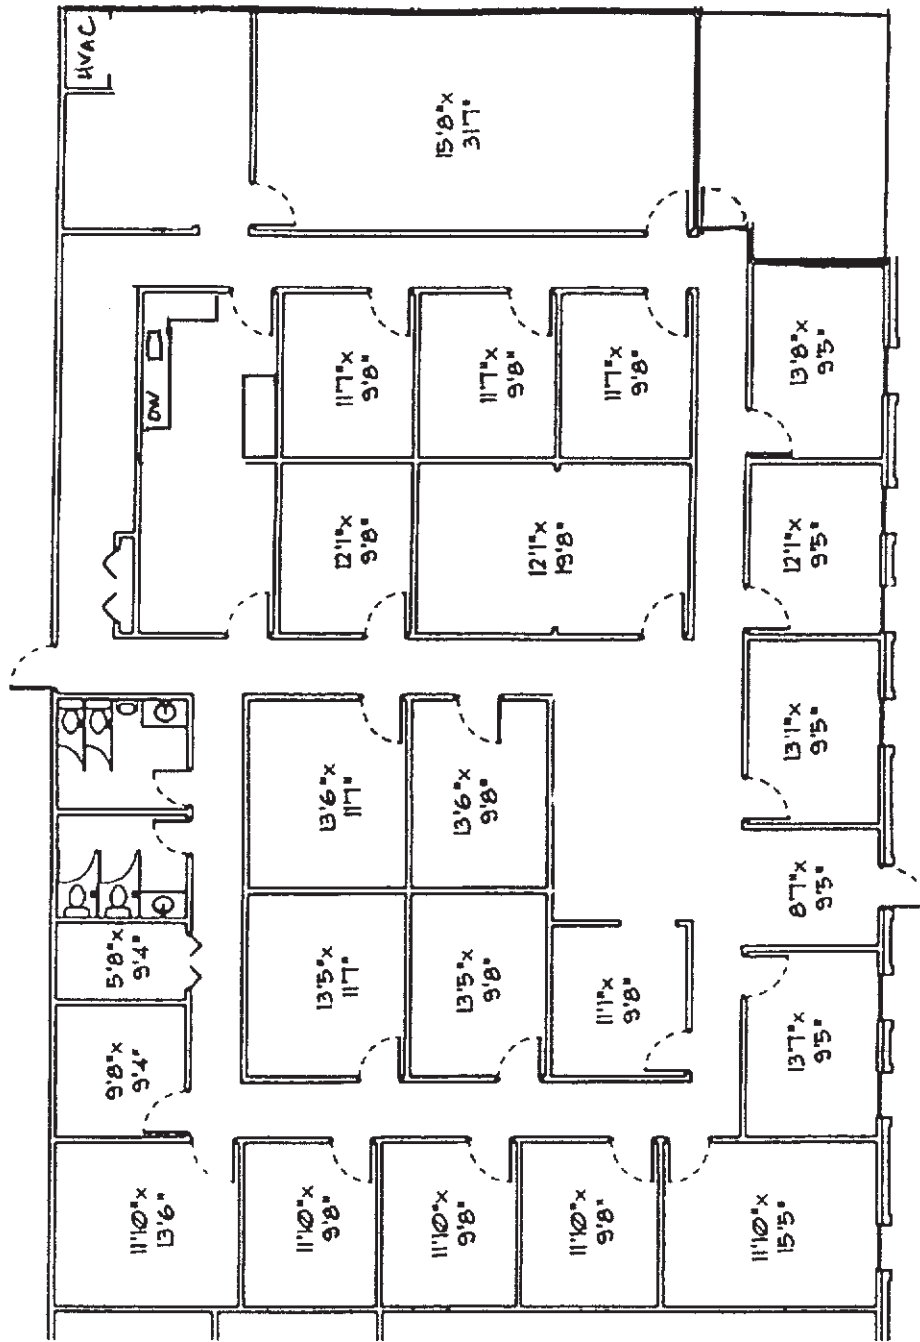 HVAC
15'8"x
31'7"
DW
11'7"x
9'8"
11'7"x
9'8"
11'7"x
9'8"
13'8"x
9'5"
12'1"x
9'8"
12'1"x
19'8"
12'1"x
9'5"
13'6"x
11'7"
13'6"x
9'8"
13'1"x
9'5"
8'7"x
9'5"
5'8"x
9'4"
13'5"x
11'7"
13'5"x
9'8"
11'1"x
9'8"
9'8"x
9'4"
13'7"x
9'5"
11'10"x
13'6"
11'10"x
9'8"
11'10"x
9'8"
11'10"x
9'8"
11'10"x
15'5"